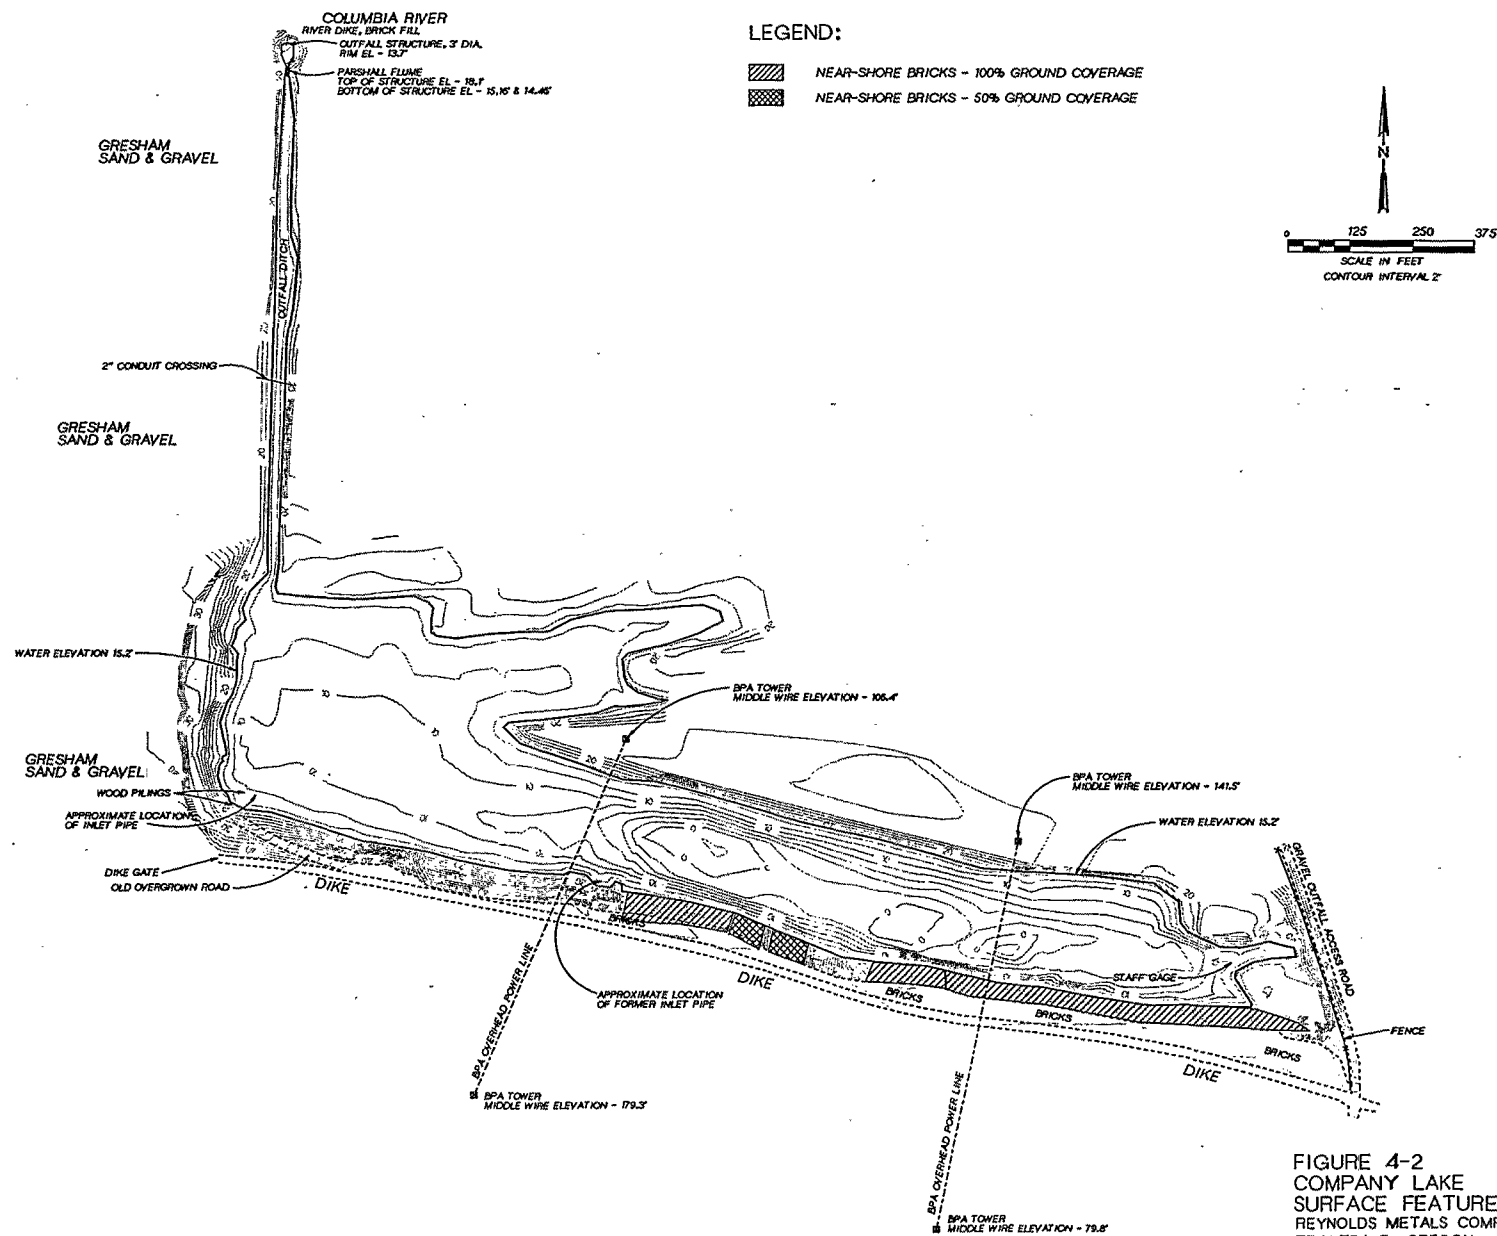 COLUMBIA RIVER
RIVER DIKE, BRICK FILL
OUTFALL STRUCTURE, 3' DIA.
RIM EL - 13.7'
PARSHALL FLUME
TOP OF STRUCTURE EL - 18.1'
BOTTOM OF STRUCTURE EL - 15.16' & 14.46'
LEGEND:
NEAR-SHORE BRICKS - 100% GROUND COVERAGE
NEAR-SHORE BRICKS - 50% GROUND COVERAGE
N
0 125 250 375
SCALE IN FEET
CONTOUR INTERVAL 2'
GRESHAM
SAND & GRAVEL
OUTFALL DITCH
2" CONDUIT CROSSING
GRESHAM
SAND & GRAVEL
WATER ELEVATION 15.2'
BPA TOWER
MIDDLE WIRE ELEVATION - 106.4'
GRESHAM
SAND & GRAVEL
WOOD PILINGS
APPROXIMATE LOCATION
OF INLET PIPE
DIKE GATE
OLD OVERGROWN ROAD
DIKE
BPA TOWER
MIDDLE WIRE ELEVATION - 141.5'
WATER ELEVATION 15.2'
GRAVEL OUTFALL ACCESS ROAD
BRICKS
DIKE
STAFF GAGE
BRICKS
BRICKS
BRICKS
FENCE
DIKE
APPROXIMATE LOCATION
OF FORMER INLET PIPE
BPA OVERHEAD POWER LINE
BPA TOWER
MIDDLE WIRE ELEVATION - 179.3'
BPA OVERHEAD POWER LINE
BPA TOWER
MIDDLE WIRE ELEVATION - 79.8'
FIGURE 4-2
COMPANY LAKE
SURFACE FEATURE
REYNOLDS METALS COM